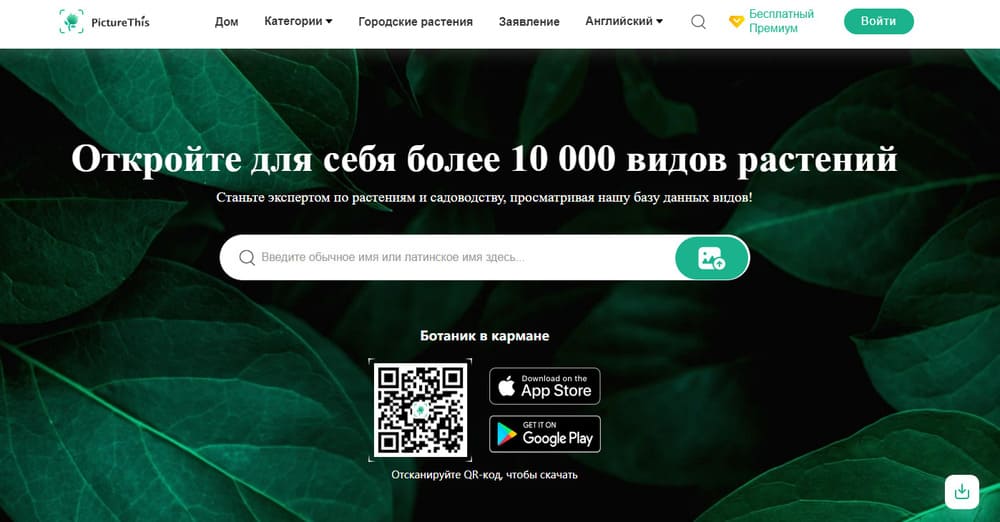 PictureThis
Дом
Категории
Городские растения
Заявление
Английский
Бесплатный
Премиум
Войти
Откройте для себя более 10 000 видов растений
Станьте экспертом по растениям и садоводству, просматривая нашу базу данных видов!
Введите обычное имя или латинское имя здесь...
Ботаник в кармане
Download on the
App Store
GET IT ON
Google Play
Отсканируйте QR-код, чтобы скачать